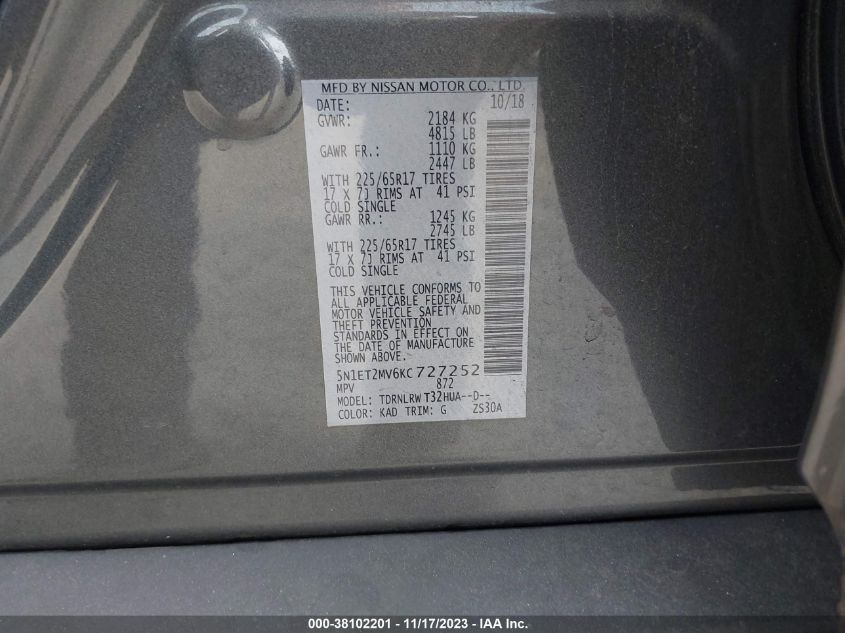 MFD BY NISSAN MOTOR CO., LTD.
DATE: 10/18
GVWR: 2184 KG
4815 LB
GAWR FR.: 1110 KG
2447 LB
WITH 225/65R17 TIRES
17 X 7J RIMS AT 41 PSI
COLD SINGLE
GAWR RR.: 1245 KG
2745 LB
WITH 225/65R17 TIRES
17 X 7J RIMS AT 41 PSI
COLD SINGLE
THIS VEHICLE CONFORMS TO
ALL APPLICABLE FEDERAL
MOTOR VEHICLE SAFETY AND
THEFT PREVENTION
STANDARDS IN EFFECT ON
THE DATE OF MANUFACTURE
SHOWN ABOVE.
5N1ET2MV6KC727252
MPV 872
MODEL: TDRNLRW T32HUA--D--
COLOR: KAD TRIM: G ZS30A
000-38102201 - 11/17/2023 - IAA Inc.